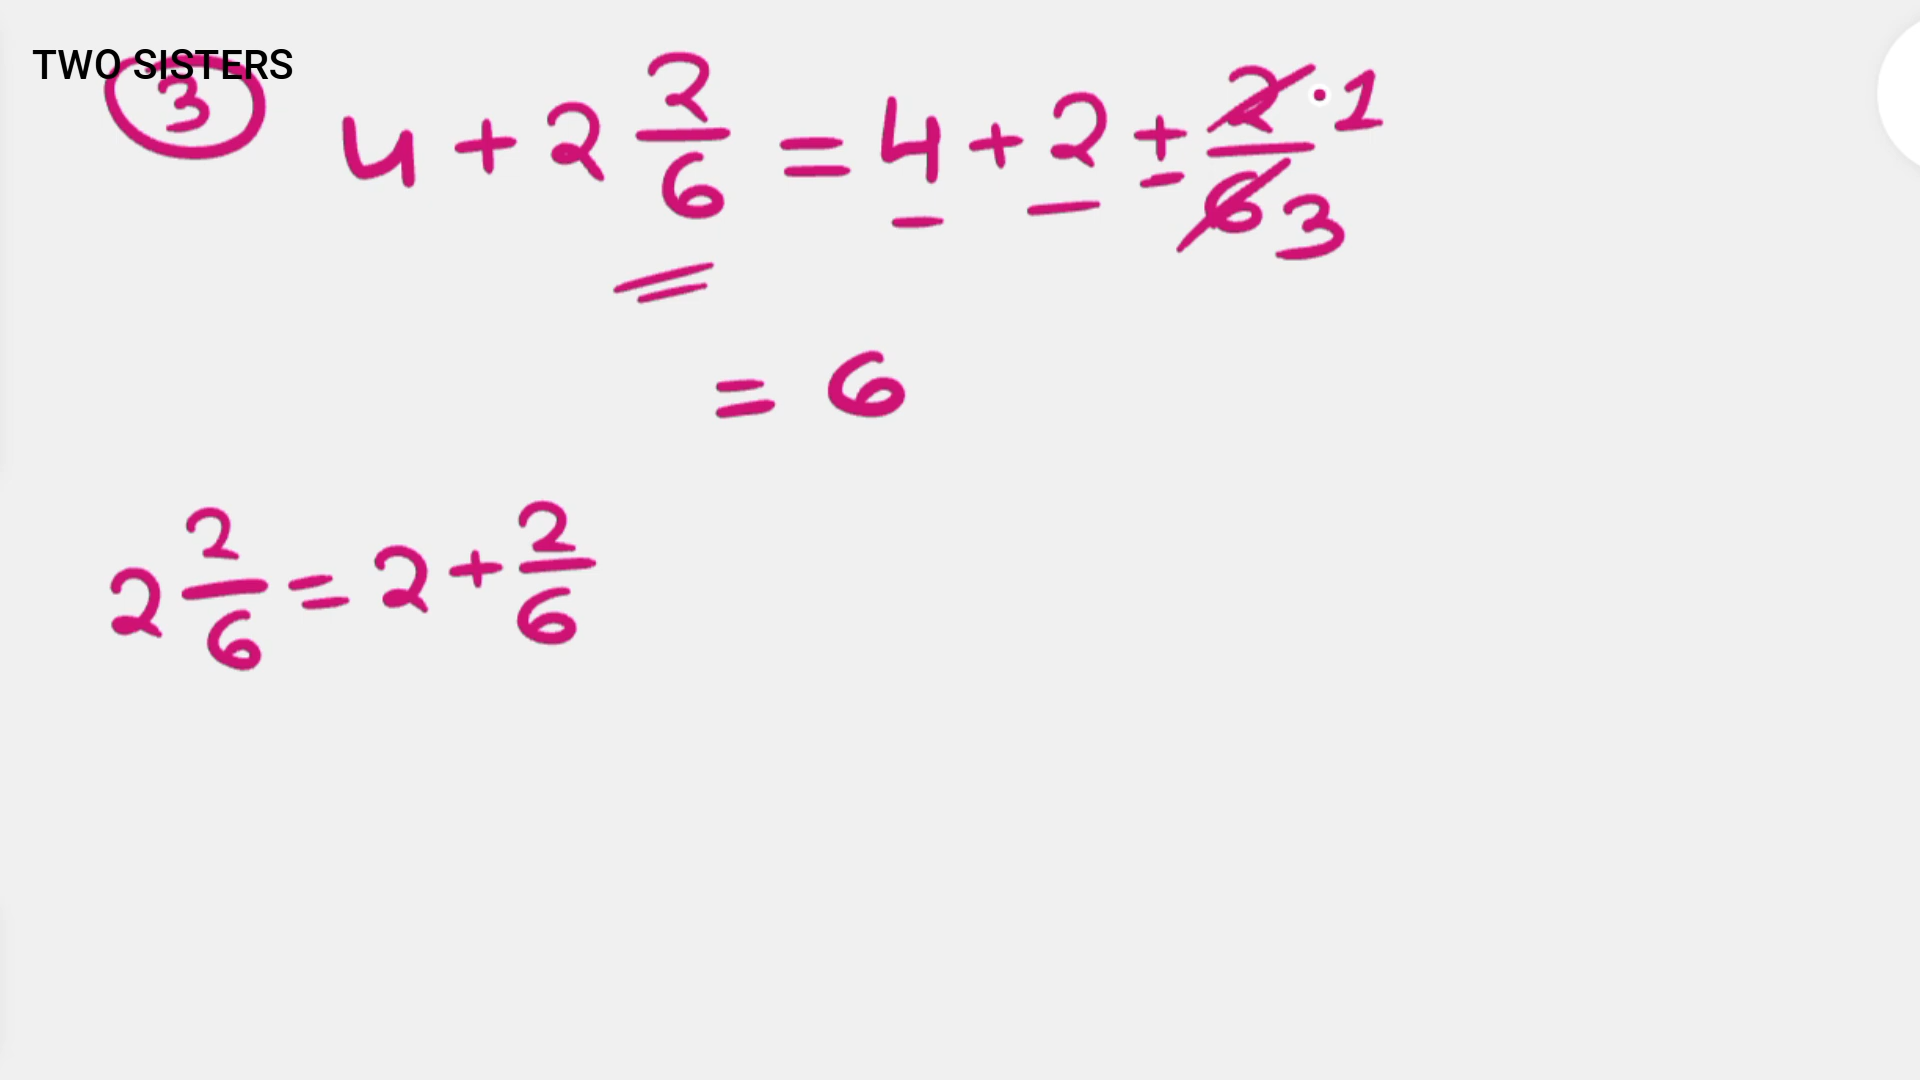 TWO SISTERS
3
4 + 2 2/6 = 4 + 2 + 2/6 1 3
= 6
2 2/6 = 2 + 2/6